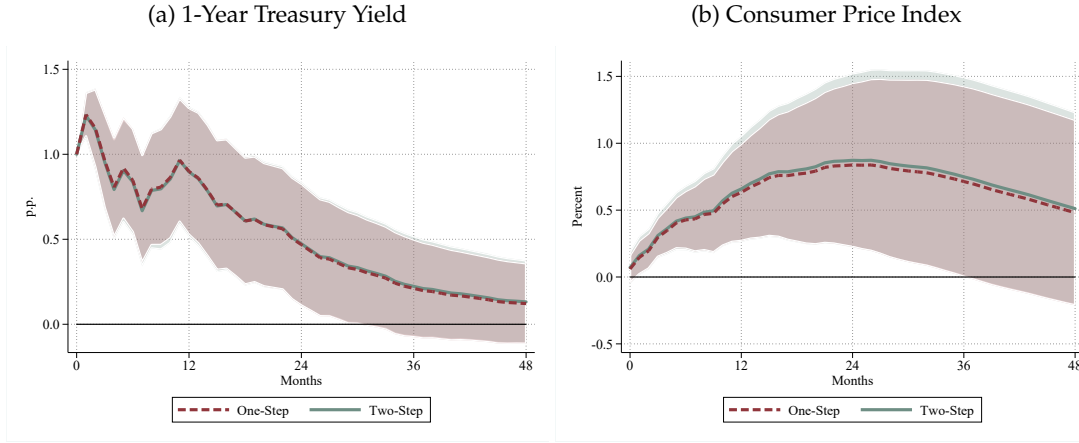 (a) 1-Year Treasury Yield
1.5
1.0
p.p.
0.5
0.0
0
12
24
36
48
Months
One-Step
Two-Step
(b) Consumer Price Index
1.5
1.0
Percent
0.5
0.0
-0.5
0
12
24
36
48
Months
One-Step
Two-Step